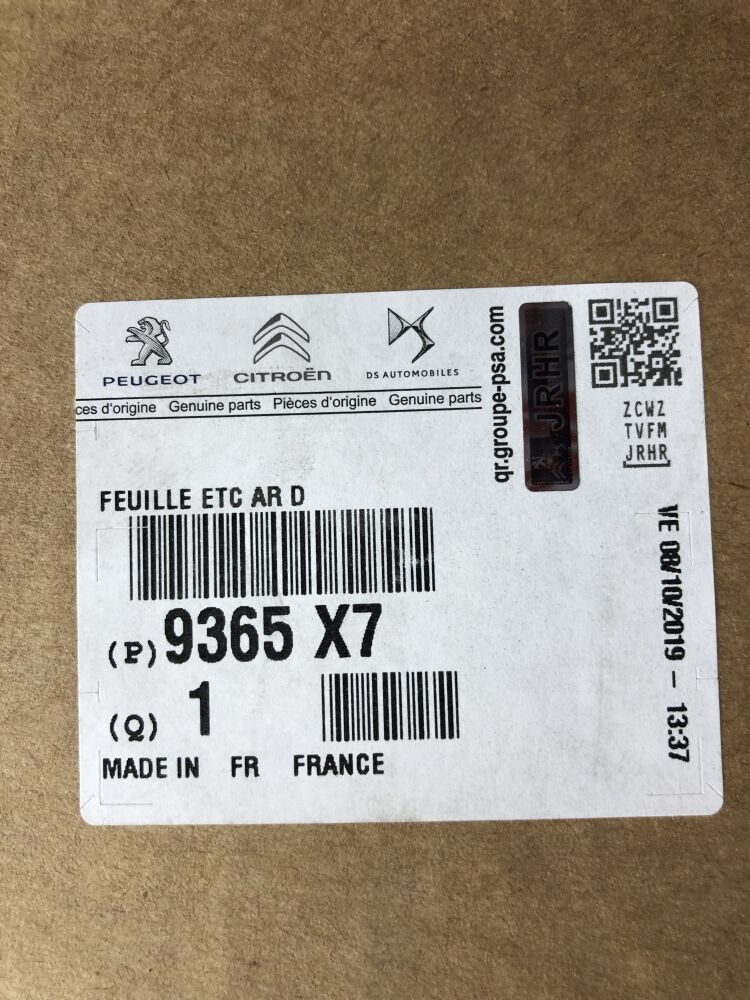 PEUGEOT
CITROËN
DS AUTOMOBILES
ces d'origine Genuine parts Pièces d'origine Genuine parts
qr.groupe-psa.com
JRHR
ZCWZ
TVFM
JRHR
FEUILLE ETC AR D
(P) 9365 X7
(Q) 1
MADE IN FR FRANCE
VE 08/10/2019 - 13:37